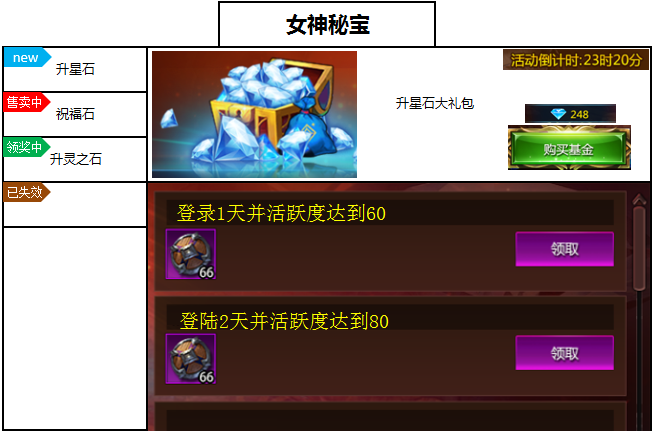 女神秘宝
new
升星石
售卖中
祝福石
领奖中
升灵之石
已失效
升星石大礼包
活动倒计时:23时20分
248
购买基金
登录1天并活跃度达到60
66
领取
登陆2天并活跃度达到80
66
领取